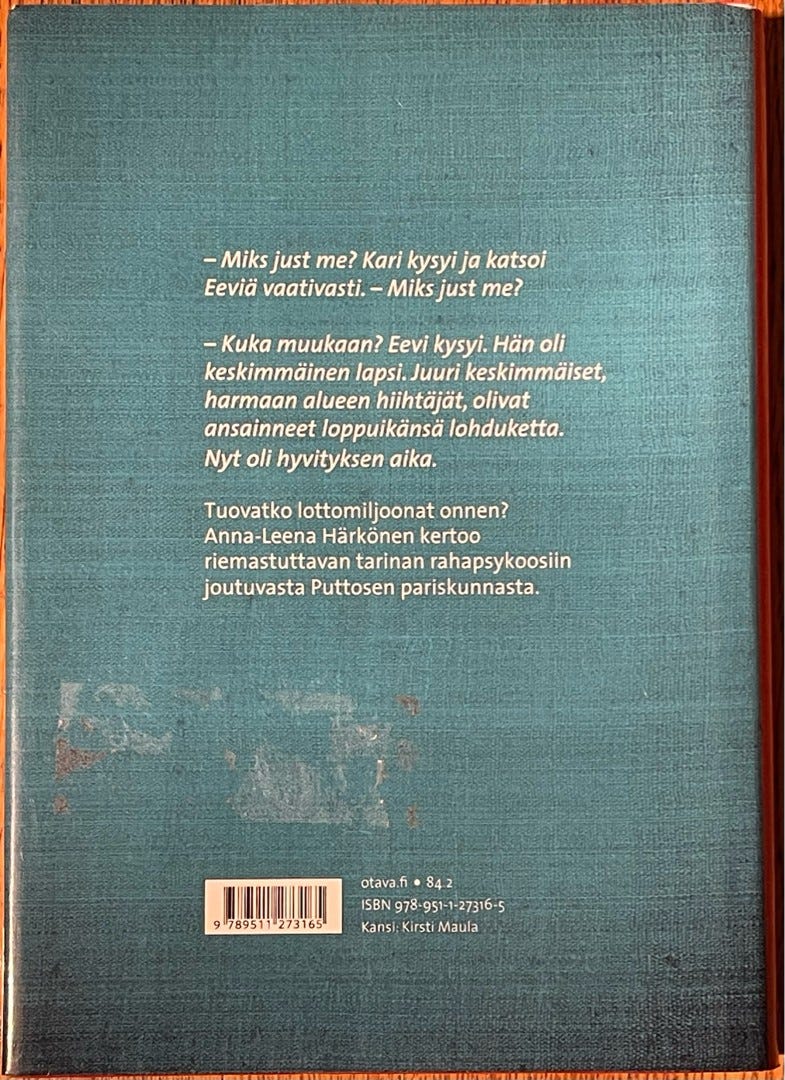 – Miks just me? Kari kysyi ja katsoi
Eeviä vaativasti. – Miks just me?
– Kuka muukaan? Eevi kysyi. Hän oli
keskimmäinen lapsi. Juuri keskimmäiset,
harmaan alueen hiihtäjät, olivat
ansainneet loppuikänsä lohduketta.
Nyt oli hyvityksen aika.
Tuovatko lottomiljoonat onnen?
Anna-Leena Härkönen kertoo
riemastuttavan tarinan rahapsykoosiin
joutuvasta Puttosen pariskunnasta.
otava.fi • 84.2
ISBN 978-951-1-27316-5
Kansi: Kirsti Maula
9 789511 273165